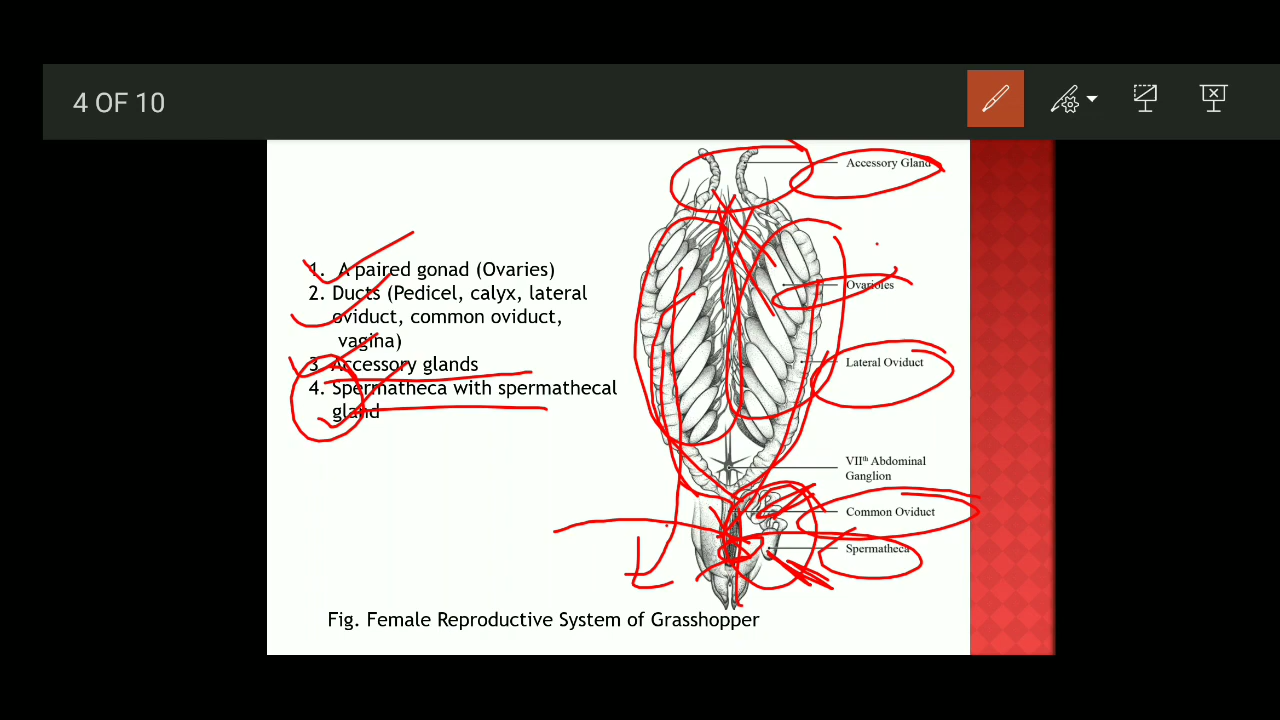 4 OF 10
Accessory Gland
1. A paired gonad (Ovaries)
2. Ducts (Pedicel, calyx, lateral
oviduct, common oviduct,
vagina)
3. Accessory glands
4. Spermatheca with spermathecal
gland
Ovarioles
Lateral Oviduct
VIIth Abdominal
Ganglion
Common Oviduct
Spermatheca
Fig. Female Reproductive System of Grasshopper